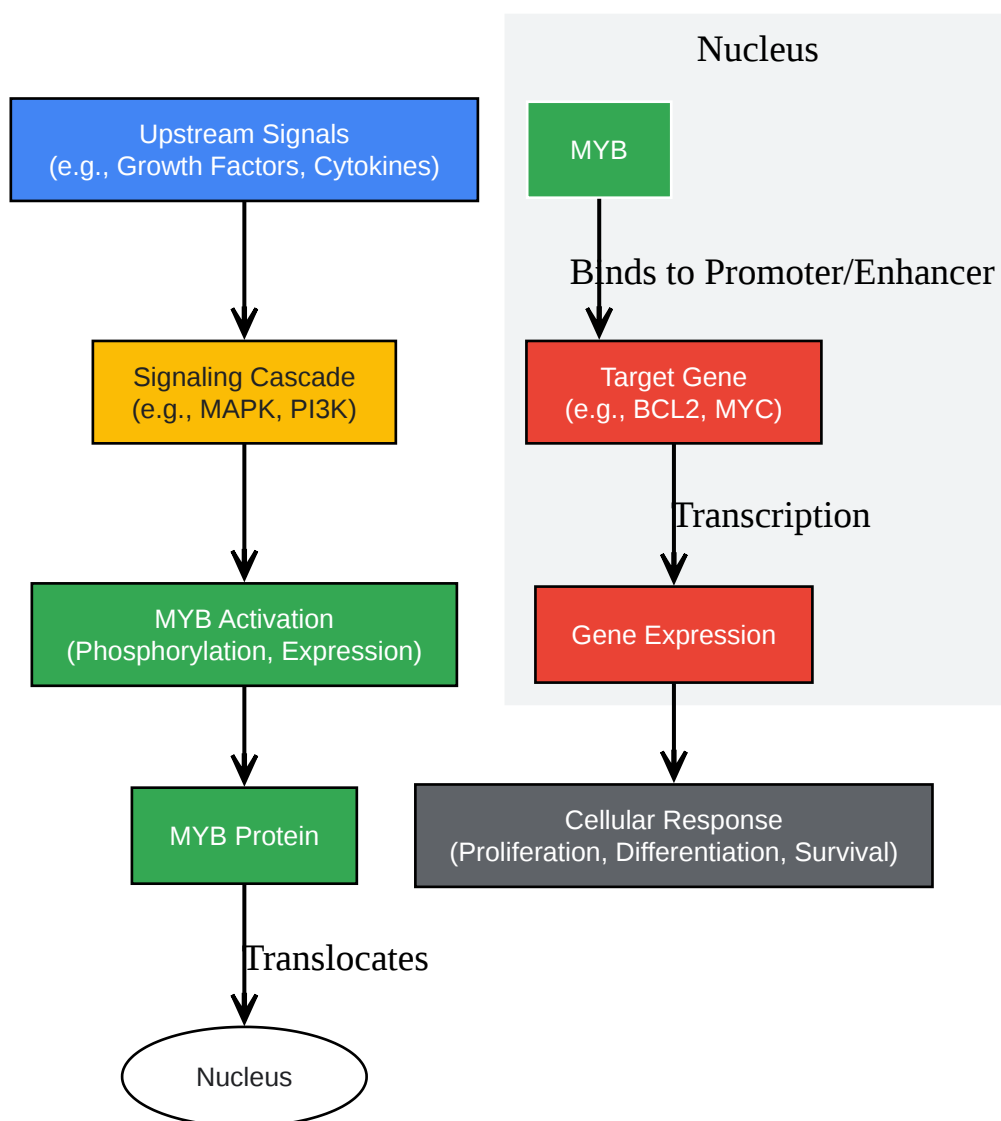 Upstream Signals
(e.g., Growth Factors, Cytokines)
Signaling Cascade
(e.g., MAPK, PI3K)
MYB Activation
(Phosphorylation, Expression)
MYB Protein
Translocates
Nucleus
Nucleus
MYB
Binds to Promoter/Enhancer
Target Gene
(e.g., BCL2, MYC)
Transcription
Gene Expression
Cellular Response
(Proliferation, Differentiation, Survival)